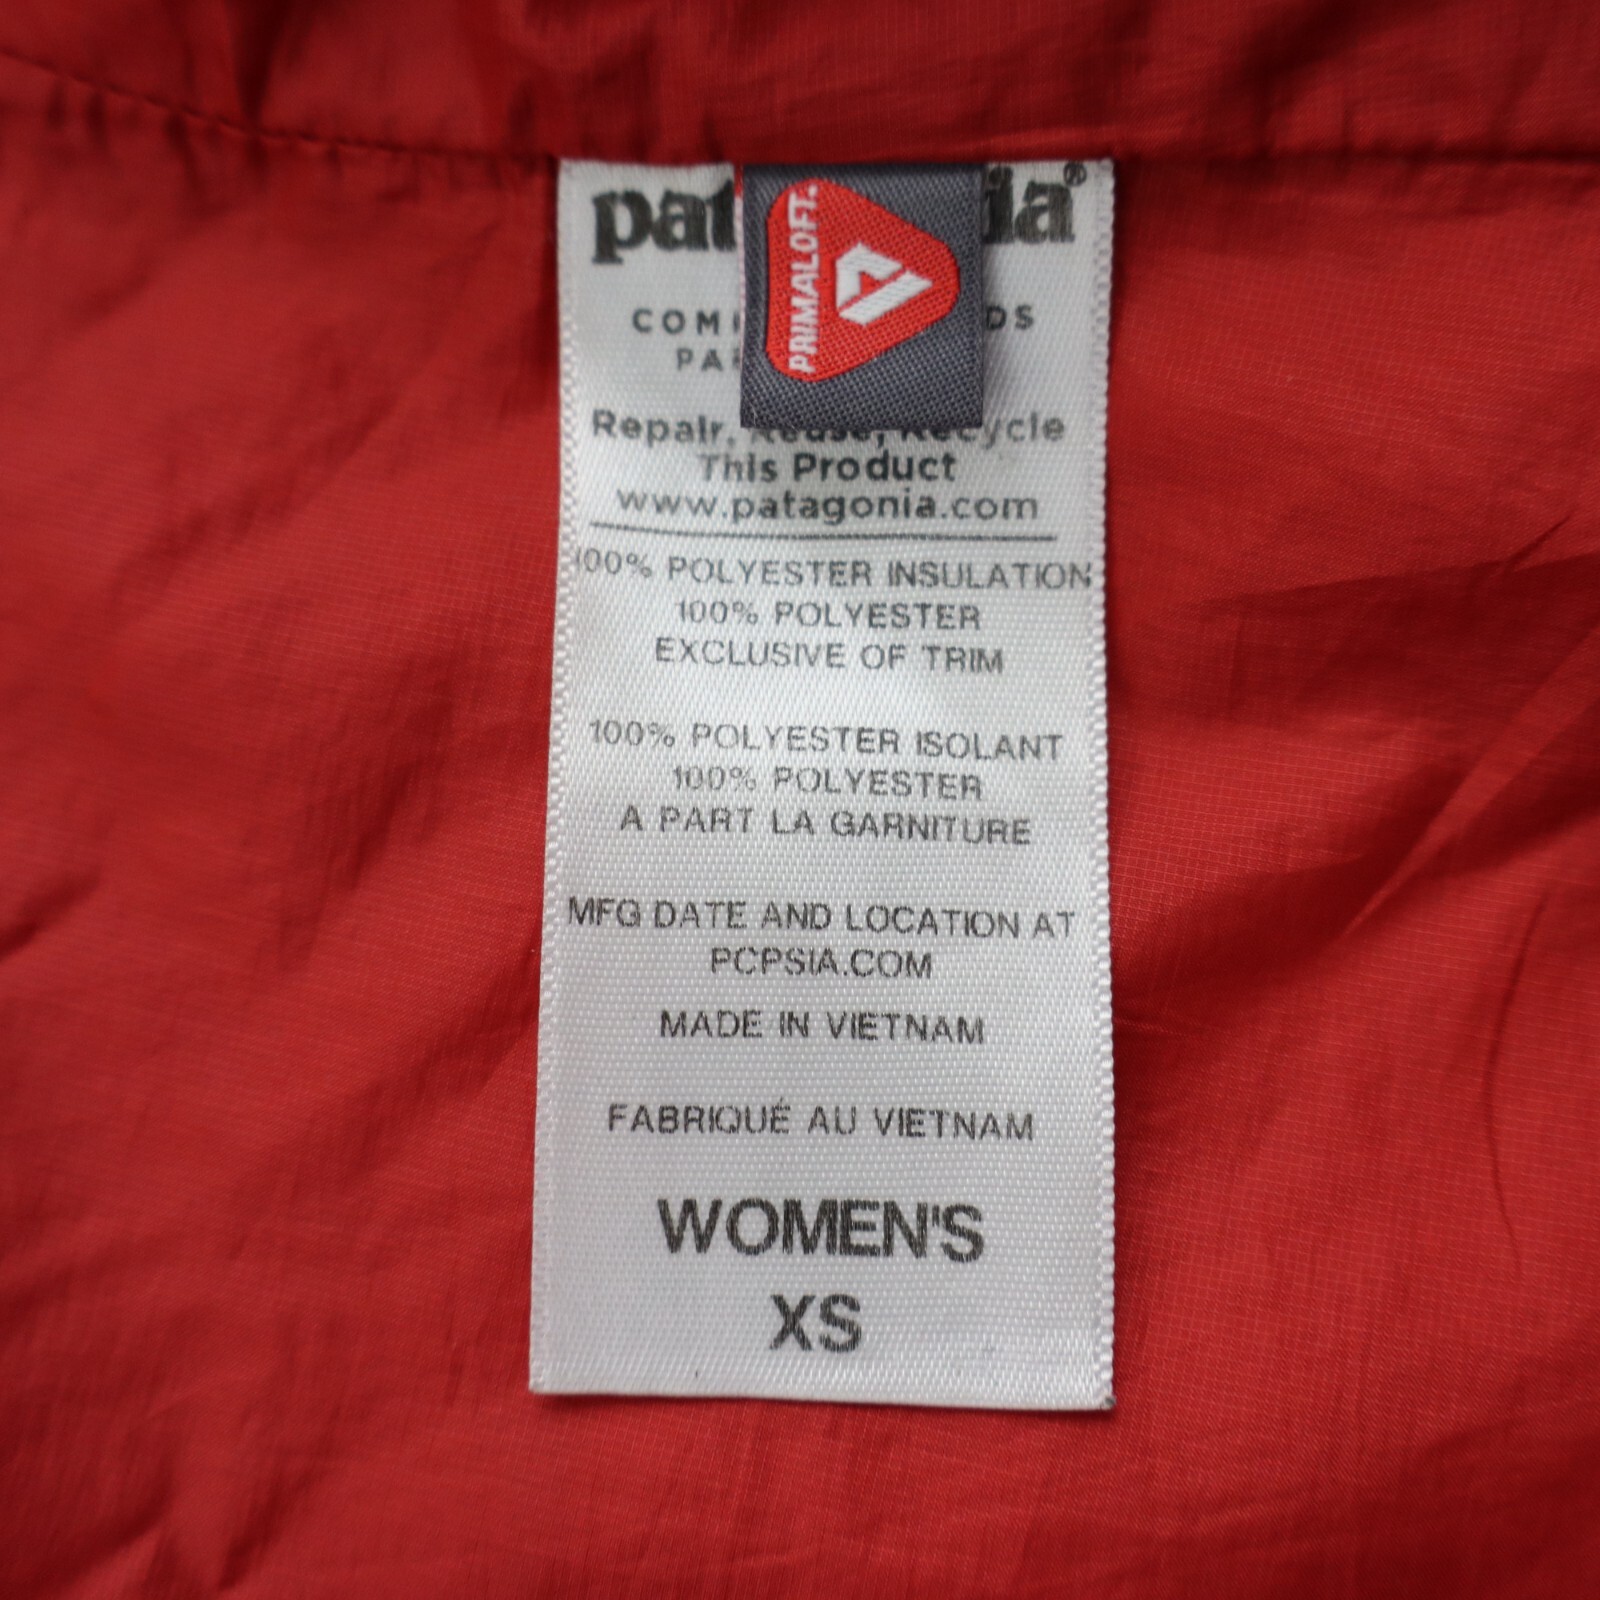 PRIMALOFT.
Repair, Reuse, Recycle
This Product
www.patagonia.com
100% POLYESTER INSULATION
100% POLYESTER
EXCLUSIVE OF TRIM
100% POLYESTER ISOLANT
100% POLYESTER
A PART LA GARNITURE
MFG DATE AND LOCATION AT
PCPSIA.COM
MADE IN VIETNAM
FABRIQUÉ AU VIETNAM
WOMEN'S
XS